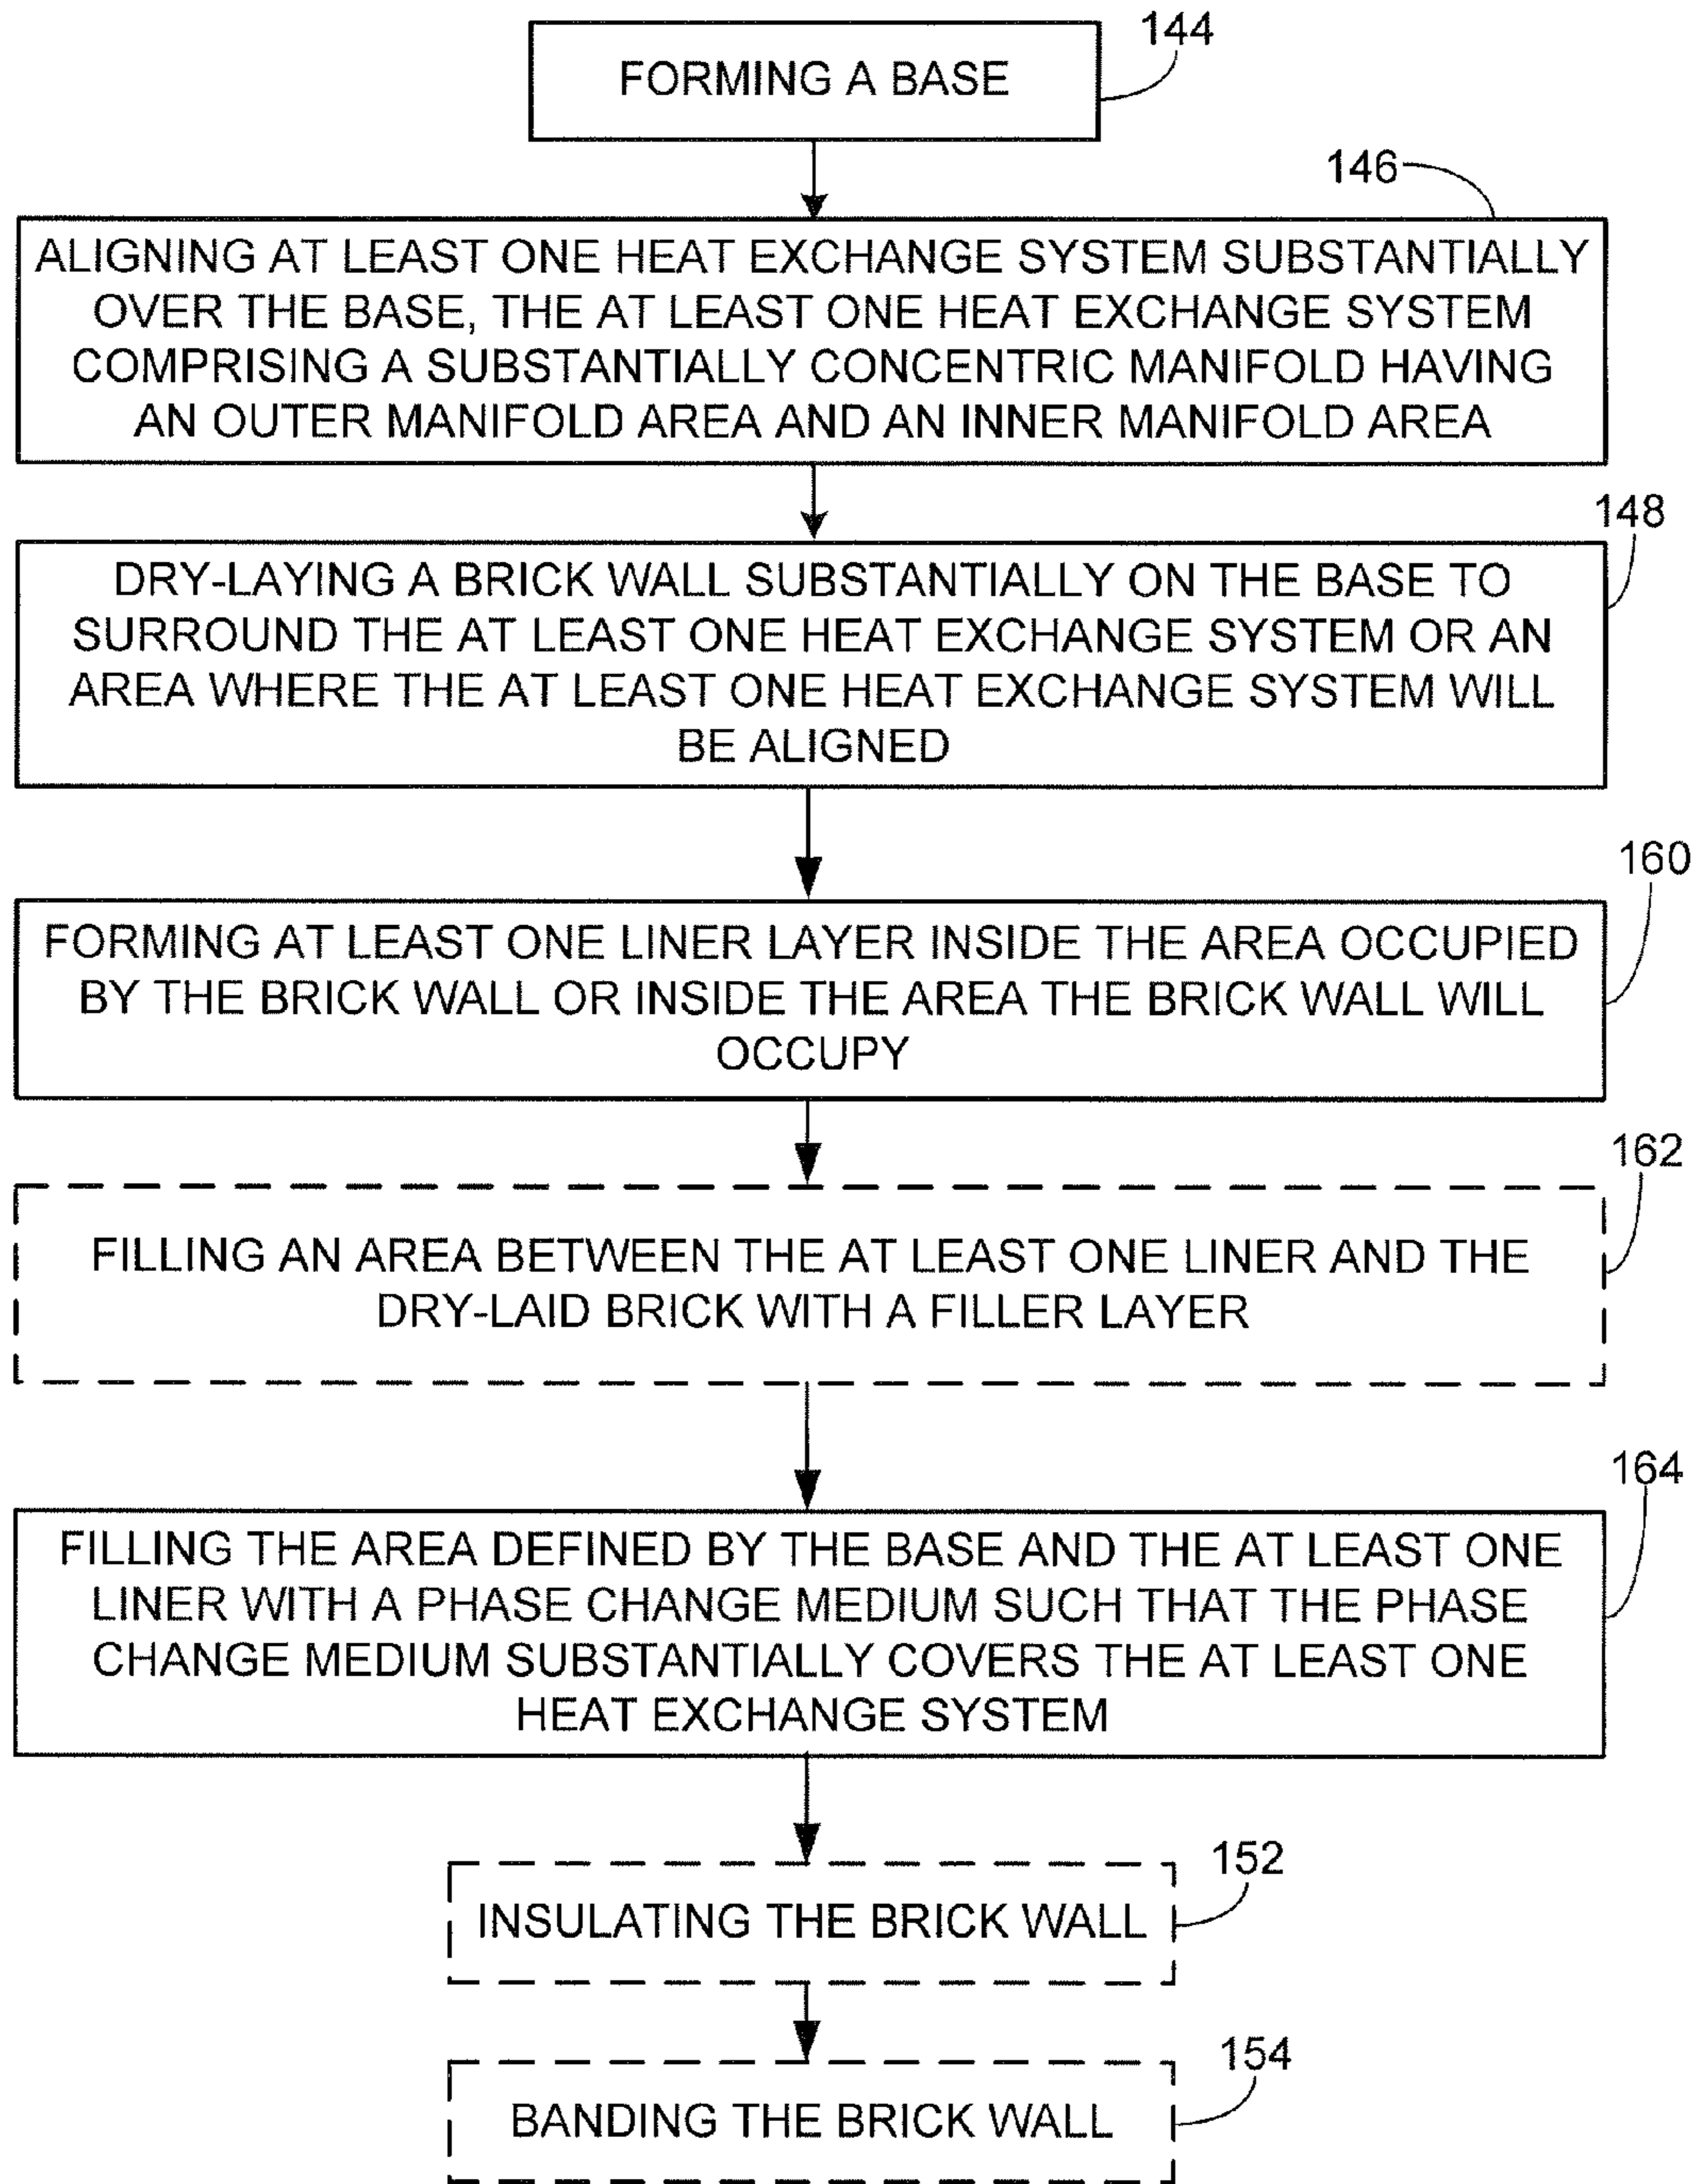 144
FORMING A BASE
146
ALIGNING AT LEAST ONE HEAT EXCHANGE SYSTEM SUBSTANTIALLY
OVER THE BASE, THE AT LEAST ONE HEAT EXCHANGE SYSTEM
COMPRISING A SUBSTANTIALLY CONCENTRIC MANIFOLD HAVING
AN OUTER MANIFOLD AREA AND AN INNER MANIFOLD AREA
148
DRY-LAYING A BRICK WALL SUBSTANTIALLY ON THE BASE TO
SURROUND THE AT LEAST ONE HEAT EXCHANGE SYSTEM OR AN
AREA WHERE THE AT LEAST ONE HEAT EXCHANGE SYSTEM WILL
BE ALIGNED
160
FORMING AT LEAST ONE LINER LAYER INSIDE THE AREA OCCUPIED
BY THE BRICK WALL OR INSIDE THE AREA THE BRICK WALL WILL
OCCUPY
162
FILLING AN AREA BETWEEN THE AT LEAST ONE LINER AND THE
DRY-LAID BRICK WITH A FILLER LAYER
164
FILLING THE AREA DEFINED BY THE BASE AND THE AT LEAST ONE
LINER WITH A PHASE CHANGE MEDIUM SUCH THAT THE PHASE
CHANGE MEDIUM SUBSTANTIALLY COVERS THE AT LEAST ONE
HEAT EXCHANGE SYSTEM
152
INSULATING THE BRICK WALL
154
BANDING THE BRICK WALL